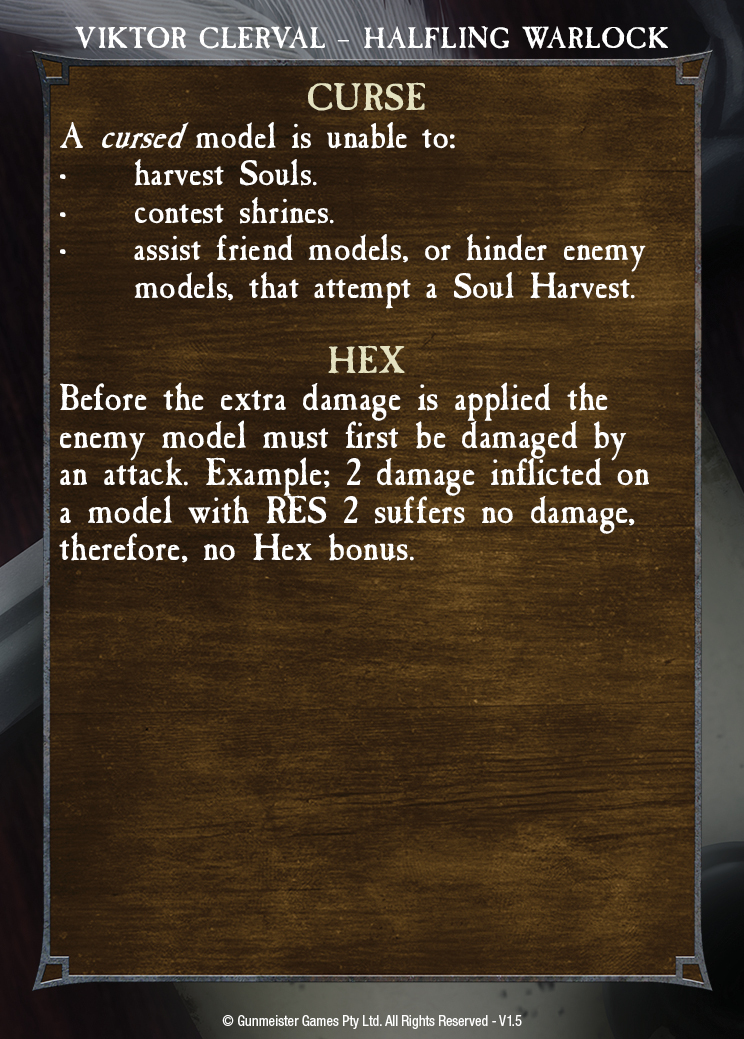 VIKTOR CLERVAL – HALFLING WARLOCK
CURSE
A cursed model is unable to:
· harvest Souls.
· contest shrines.
· assist friend models, or hinder enemy
models, that attempt a Soul Harvest.
HEX
Before the extra damage is applied the
enemy model must first be damaged by
an attack. Example; 2 damage inflicted on
a model with RES 2 suffers no damage,
therefore, no Hex bonus.
© Gunmeister Games Pty Ltd. All Rights Reserved - V1.5